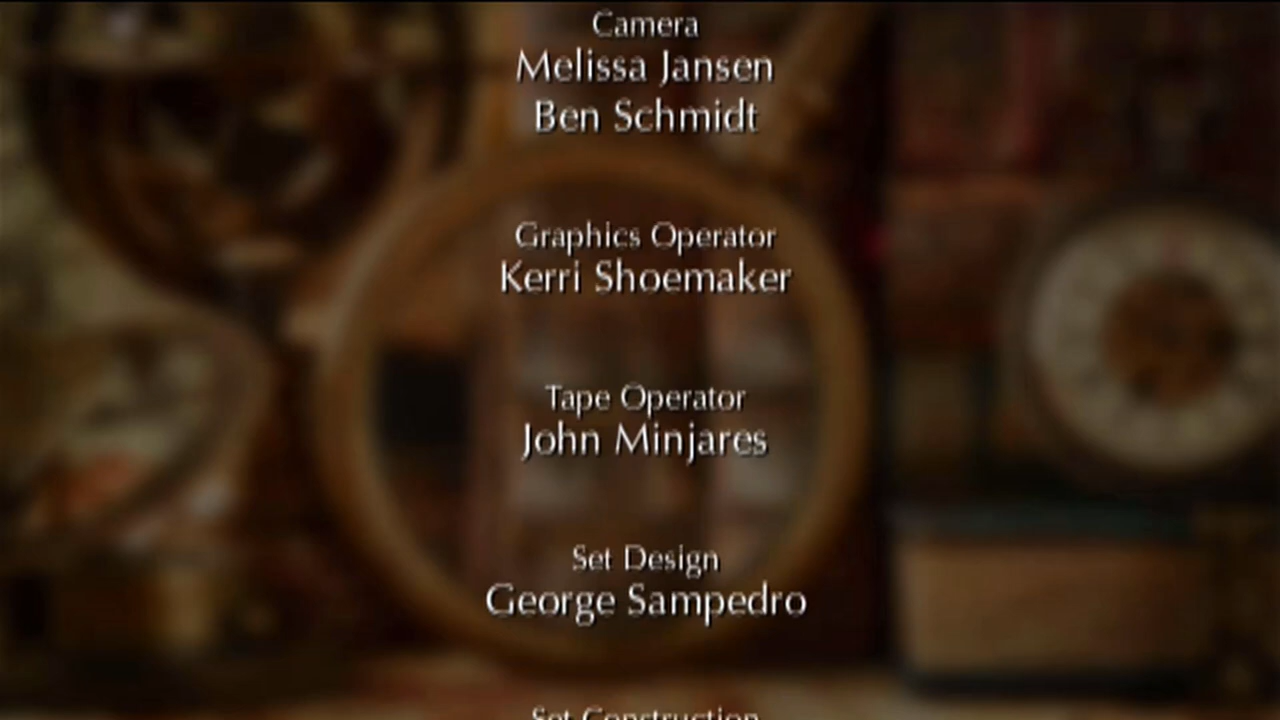 Camera
Melissa Jansen
Ben Schmidt
Graphics Operator
Kerri Shoemaker
Tape Operator
John Minjares
Set Design
George Sampedro
Set Construction